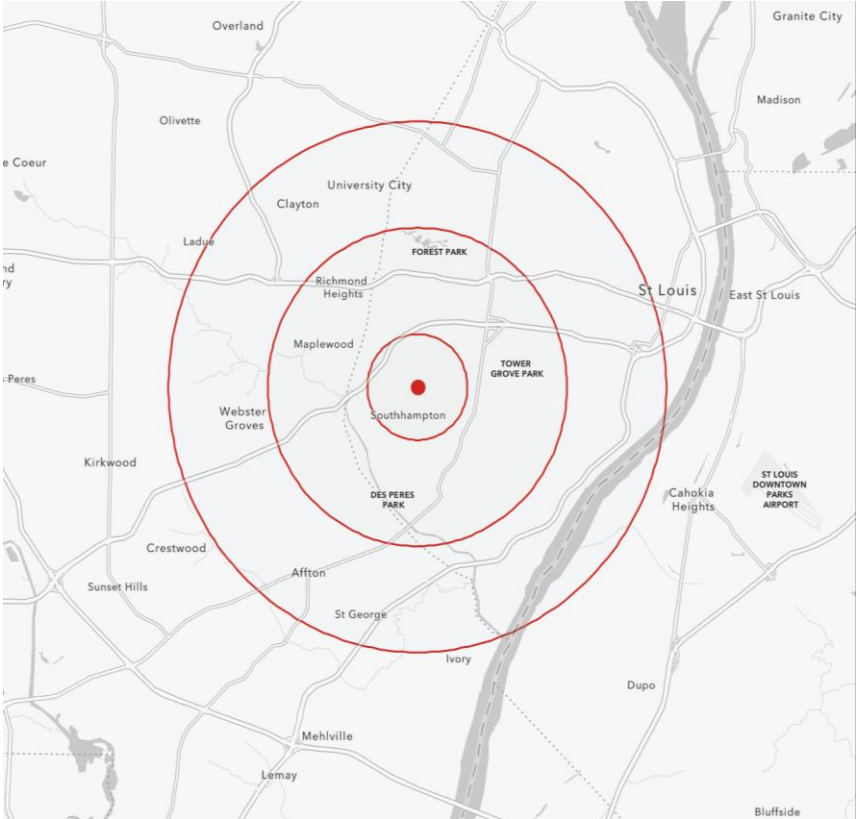 Granite City
Overland
Madison
Olivette
e Coeur
University City
Clayton
Ladue
FOREST PARK
nd
ry
Richmond
Heights
St Louis
East St Louis
Maplewood
TOWER
GROVE PARK
s Peres
Southhampton
Webster
Groves
Kirkwood
ST LOUIS
DOWNTOWN
PARKS
AIRPORT
DES PERES
PARK
Cahokia
Heights
Crestwood
Affton
Sunset Hills
St George
Ivory
Dupo
Mehlville
Lemay
Bluffside